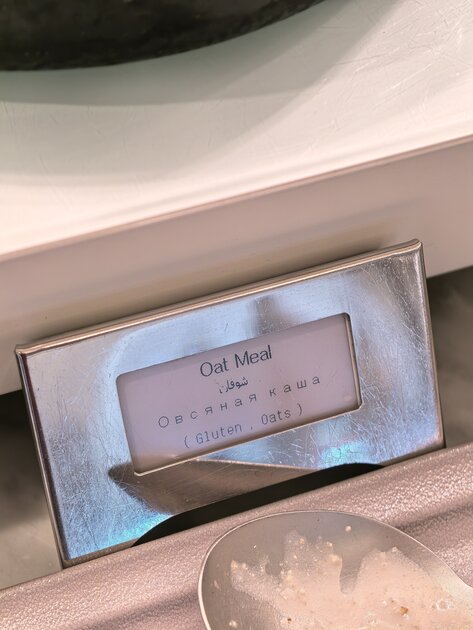 Oat Meal
شوفان
Овсяная каша
( Gluten , Oats )